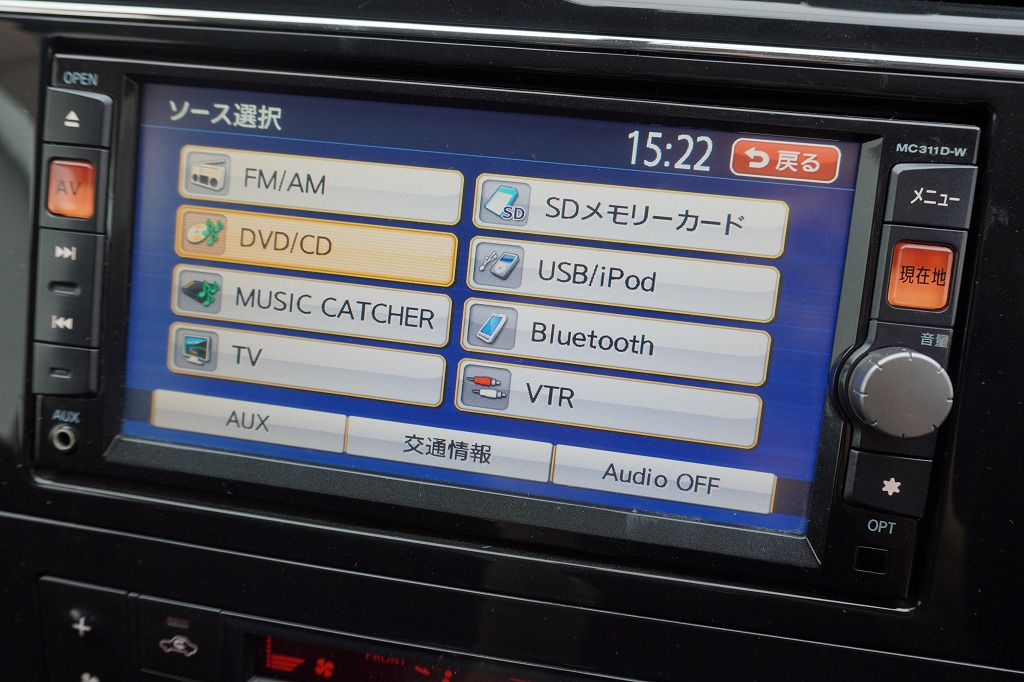 OPEN
ソース選択
15:22
戻る
MC311D-W
AV
メニュー
現在地
音量
FM/AM
SDメモリーカード
SD
DVD/CD
USB/iPod
MUSIC CATCHER
Bluetooth
TV
VTR
AUX
AUX
交通情報
Audio OFF
OPT
FRONT